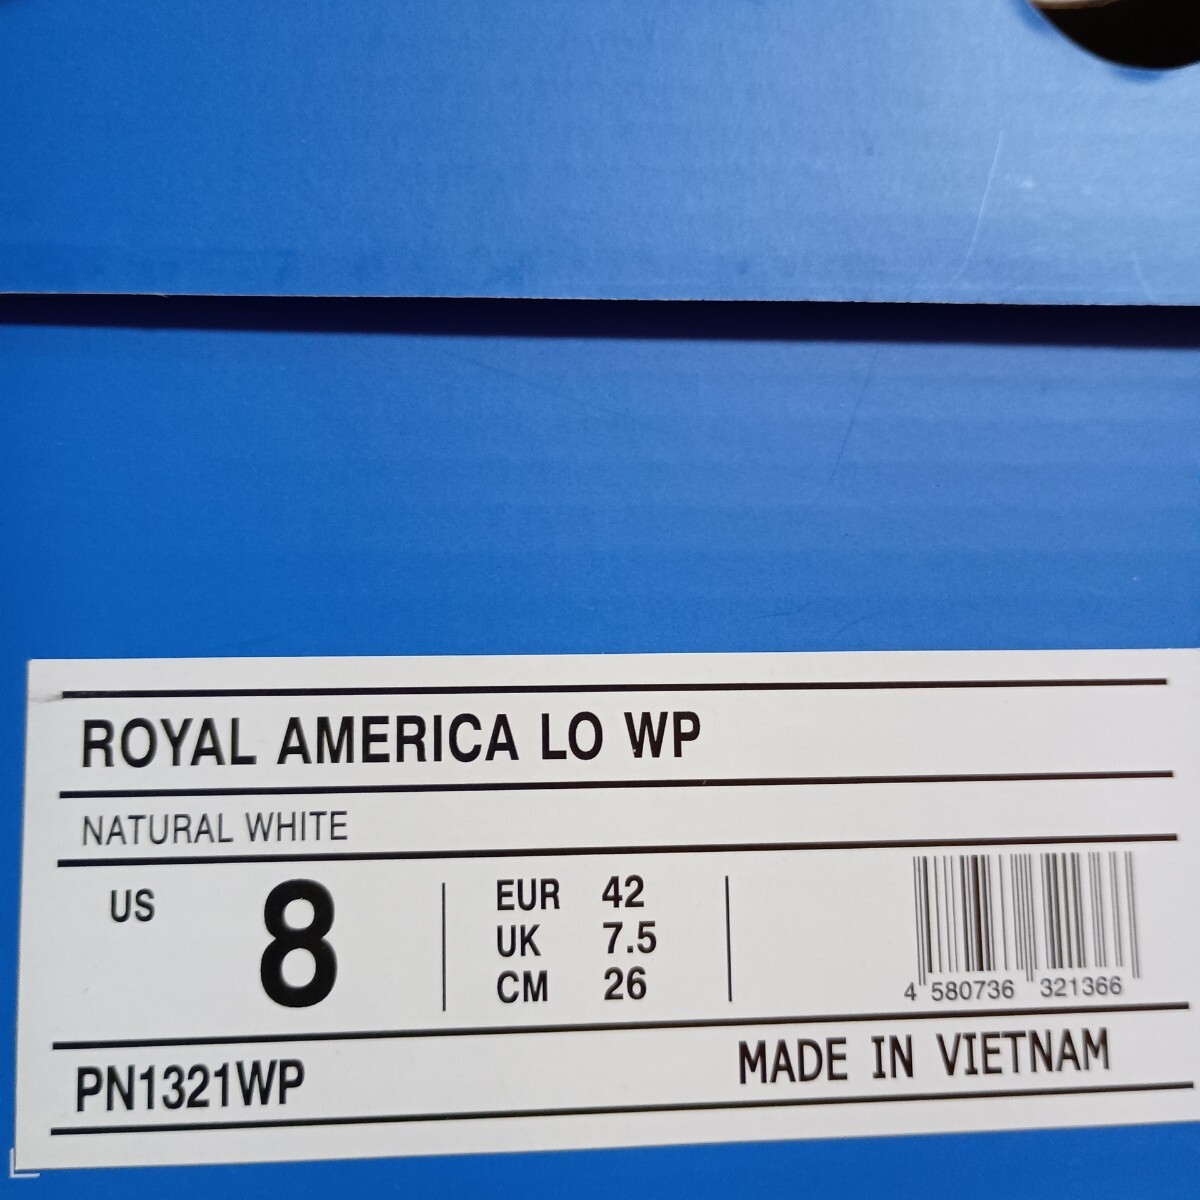 ROYAL AMERICA LO WP
NATURAL WHITE
US 8
EUR 42
UK 7.5
CM 26
4 580736 321366
PN1321WP
MADE IN VIETNAM